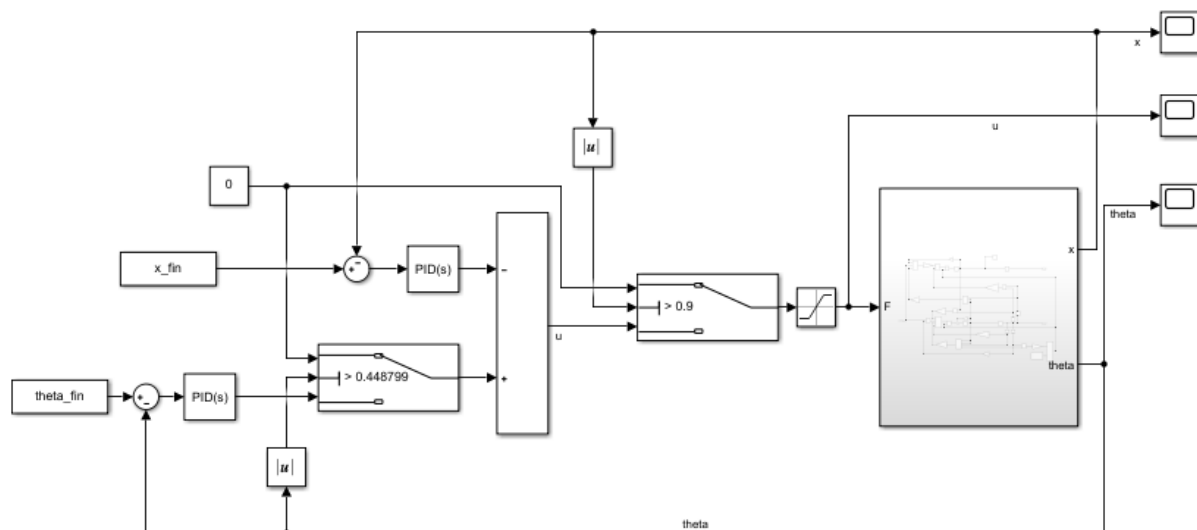 x
|u|
u
0
theta
x_fin
PID(s)
−
+
−
x
> 0.9
F
u
theta
> 0.448799
+
theta_fin
+
−
PID(s)
|u|
theta